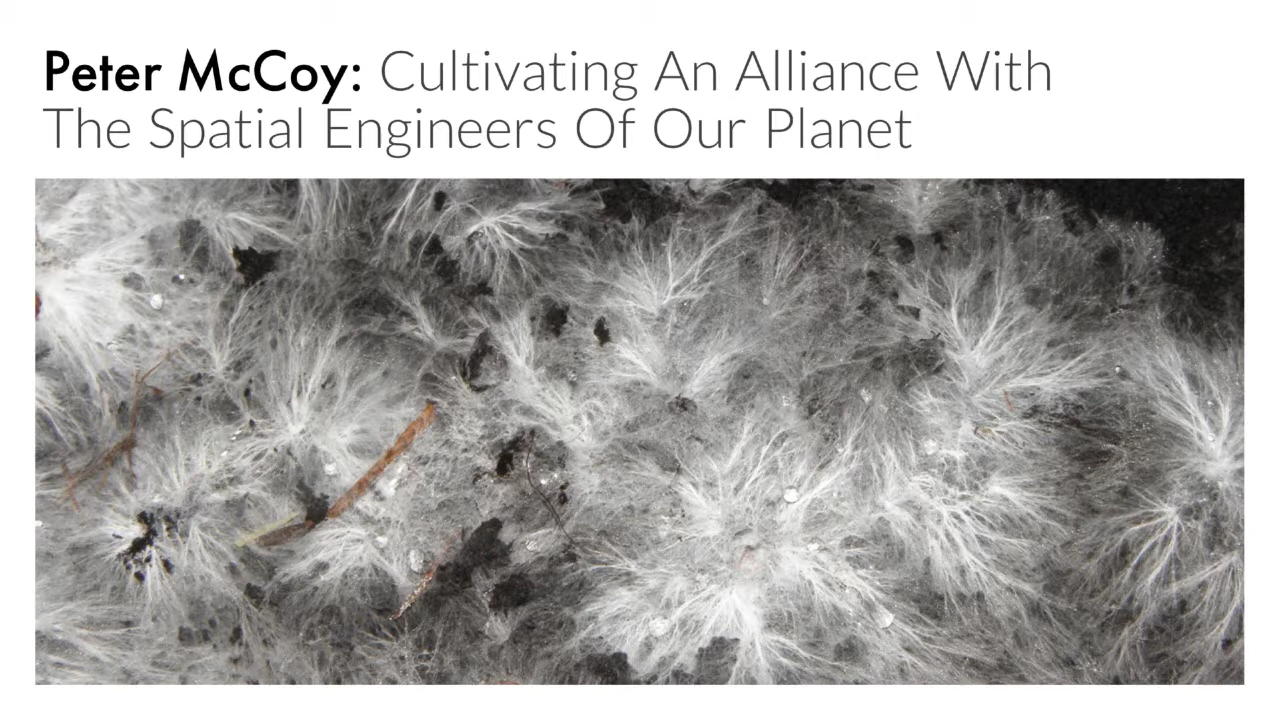 Peter McCoy: Cultivating An Alliance With
The Spatial Engineers Of Our Planet